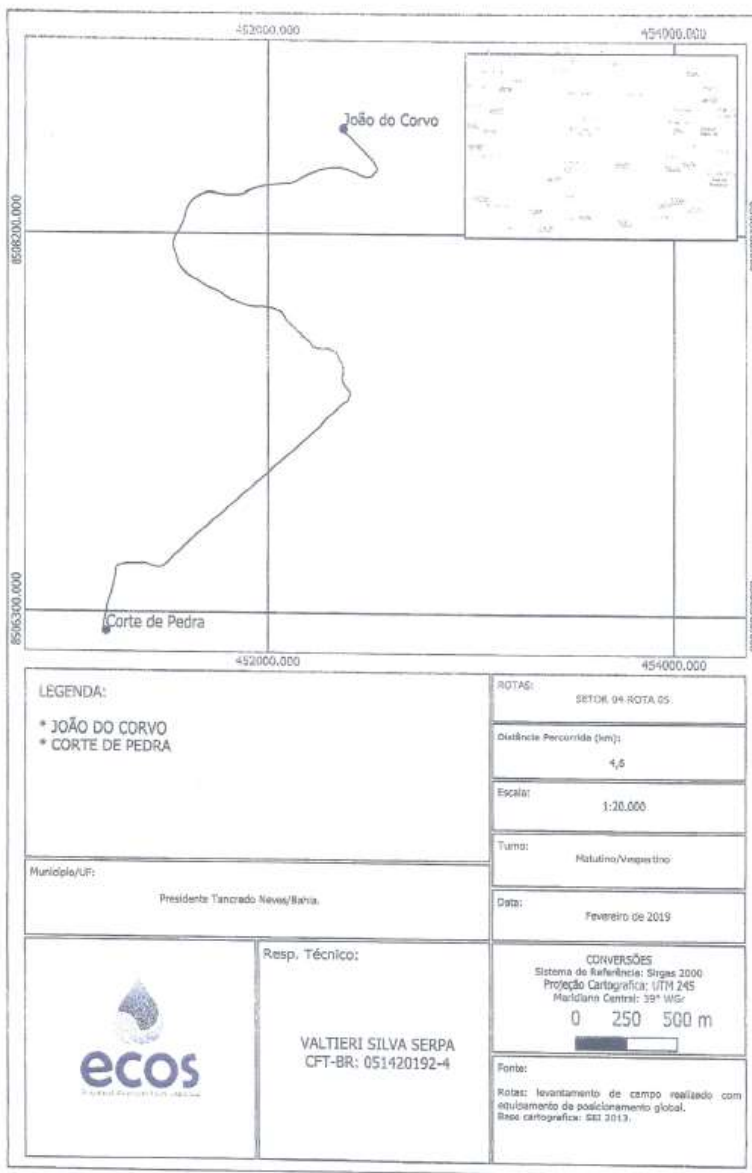 452000.000
454000.000
João do Corvo
8508200.000
8506300.000
Corte de Pedra
452000.000
454000.000
LEGENDA:
* JOÃO DO CORVO
* CORTE DE PEDRA
ROTAS:
SETOR 04 ROTA 05
Distância Percorrida (km):
4,6
Escala:
1:20.000
Turno:
Matutino/Vespertino
Município/UF:
Presidente Tancredo Neves/Bahia.
Data:
Fevereiro de 2019
ecos
Resp. Técnico:
VALTIERI SILVA SERPA
CFT-BR: 051420192-4
CONVERSÕES
Sistema de Referência: Sirgas 2000
Projeção Cartografica: UTM 24S
Meridiano Central: 39° WGr
0 250 500 m
Fonte:
Rotas: levantamento de campo realizado com
equipamento de posicionamento global.
Base cartografica: SEI 2013.